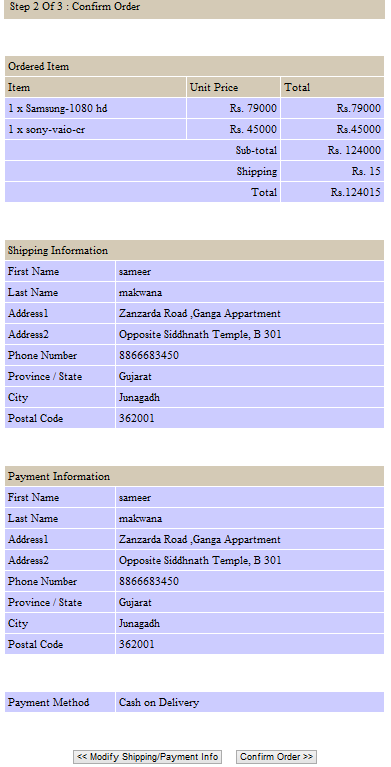 Step 2 Of 3 : Confirm Order
Ordered Item
Item Unit Price Total
1 x Samsung-1080 hd Rs. 79000 Rs.79000
1 x sony-vaio-cr Rs. 45000 Rs.45000
Sub-total Rs. 124000
Shipping Rs. 15
Total Rs.124015
Shipping Information
First Name sameer
Last Name makwana
Address1 Zanzarda Road ,Ganga Appartment
Address2 Opposite Siddhnath Temple, B 301
Phone Number 8866683450
Province / State Gujarat
City Junagadh
Postal Code 362001
Payment Information
First Name sameer
Last Name makwana
Address1 Zanzarda Road ,Ganga Appartment
Address2 Opposite Siddhnath Temple, B 301
Phone Number 8866683450
Province / State Gujarat
City Junagadh
Postal Code 362001
Payment Method Cash on Delivery
<< Modify Shipping/Payment Info Confirm Order >>